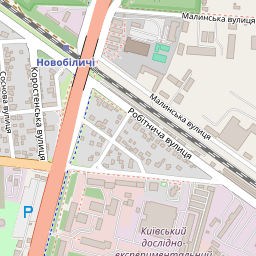 Малинська вулиця
Новобіличі
Соснова вулиця
Коростенська вулиця
Малинська вулиця
Робітнича вулиця
P
Київський
дослідно-
експериментальний